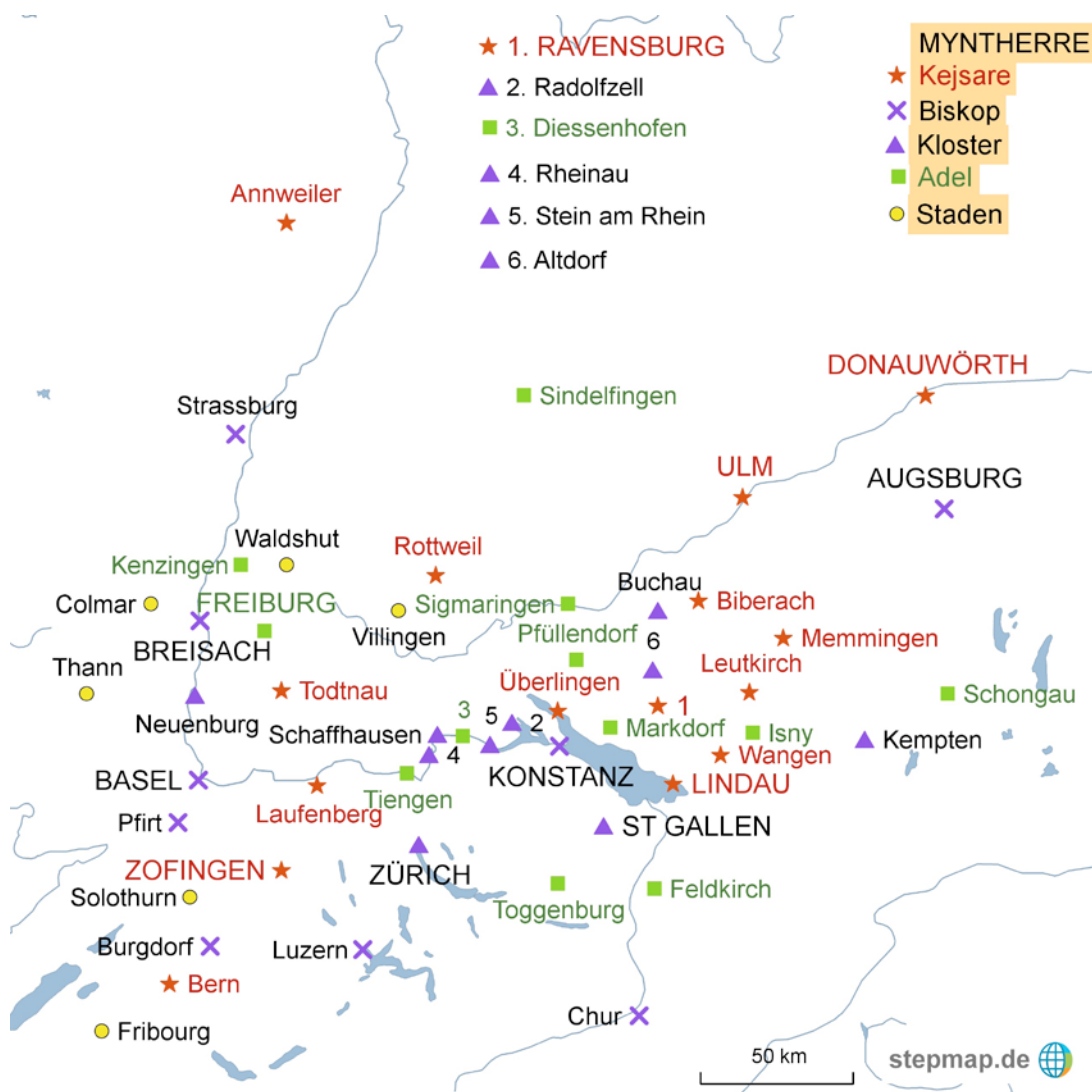 1. RAVENSBURG
2. Radolfzell
3. Diessenhofen
4. Rheinau
5. Stein am Rhein
6. Altdorf
MYNTHERRE
Kejsare
Biskop
Kloster
Adel
Staden
Annweiler
DONAUWÖRTH
Sindelfingen
Strassburg
ULM
AUGSBURG
Waldshut
Rottweil
Kenzingen
Buchau
Colmar
FREIBURG
Sigmaringen
Biberach
Villingen
Pfüllendorf
6
Memmingen
BREISACH
Thann
Leutkirch
Todtnau
Überlingen
1
Schongau
Neuenburg
Schaffhausen
3
5
2
Markdorf
Isny
Kempten
4
Wangen
BASEL
KONSTANZ
LINDAU
Tiengen
Laufenberg
Pfirt
ST GALLEN
ZOFINGEN
ZÜRICH
Solothurn
Toggenburg
Feldkirch
Burgdorf
Luzern
Bern
Chur
Fribourg
50 km
stepmap.de